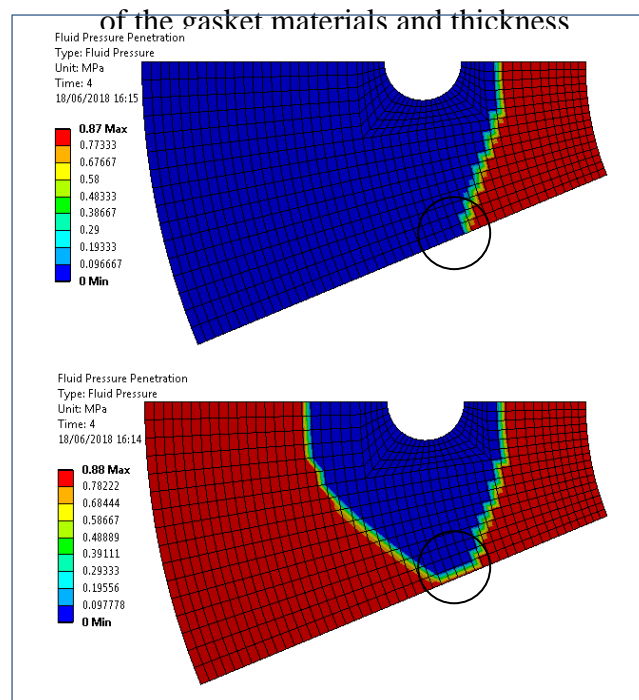 of the gasket materials and thickness
Fluid Pressure Penetration
Type: Fluid Pressure
Unit: MPa
Time: 4
18/06/2018 16:15
0.87 Max
0.77333
0.67667
0.58
0.48333
0.38667
0.29
0.19333
0.096667
0 Min
Fluid Pressure Penetration
Type: Fluid Pressure
Unit: MPa
Time: 4
18/06/2018 16:14
0.88 Max
0.78222
0.68444
0.58667
0.48889
0.39111
0.29333
0.19556
0.097778
0 Min